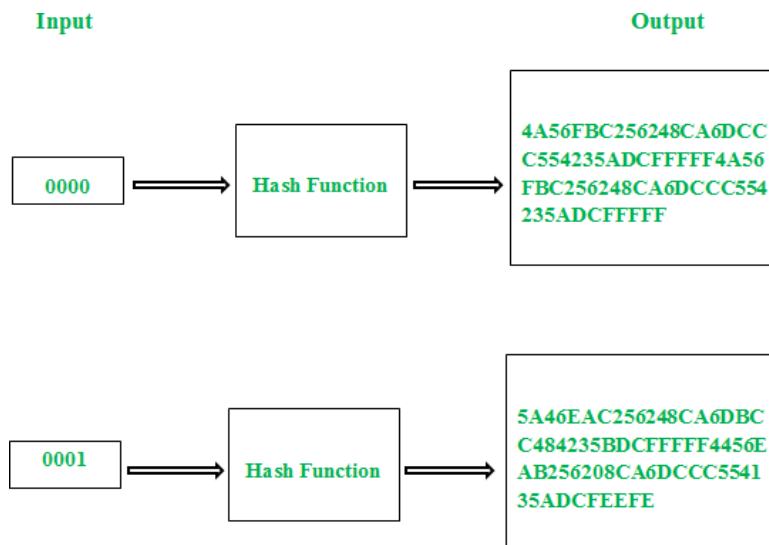 Input
Output
0000
Hash Function
4A56FBC256248CA6DCC
C554235ADCFFFFF4A56
FBC256248CA6DCCC554
235ADCFFFFF
0001
Hash Function
5A46EAC256248CA6DBC
C484235BDCFFFFF4456E
AB256208CA6DCCC5541
35ADCFEEFE